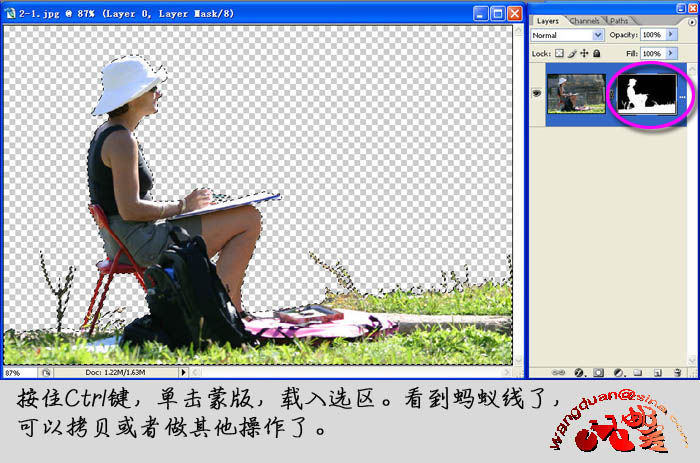 2-1.jpg @ 87% (Layer 0, Layer Mask/8)
Layers Channels Paths
Normal Opacity: 100%
Lock: Fill: 100%
87% Doc: 1.22M/1.63M
按住Ctrl键，单击蒙版，载入选区。看到蚂蚁线了，
可以拷贝或者做其他操作了。
wangduan@sina.com